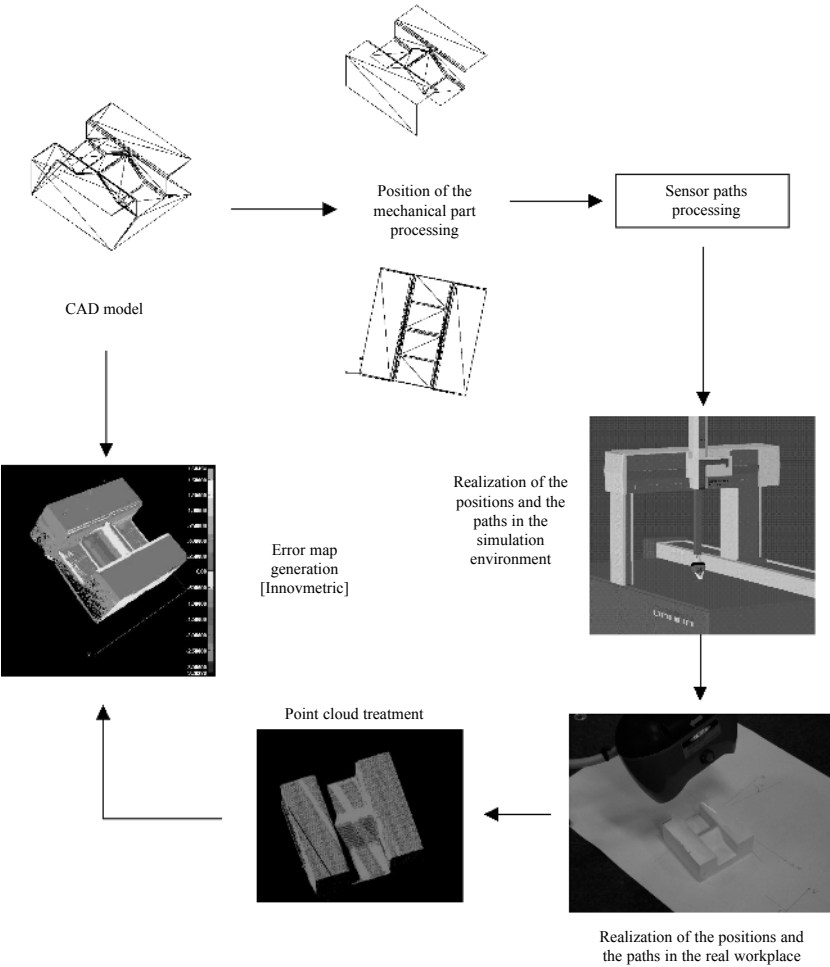 Position of the
mechanical part
processing
Sensor paths
processing
CAD model
Realization of the
positions and the
paths in the
simulation
environment
Error map
generation
[Innovmetric]
Point cloud treatment
Realization of the positions and
the paths in the real workplace